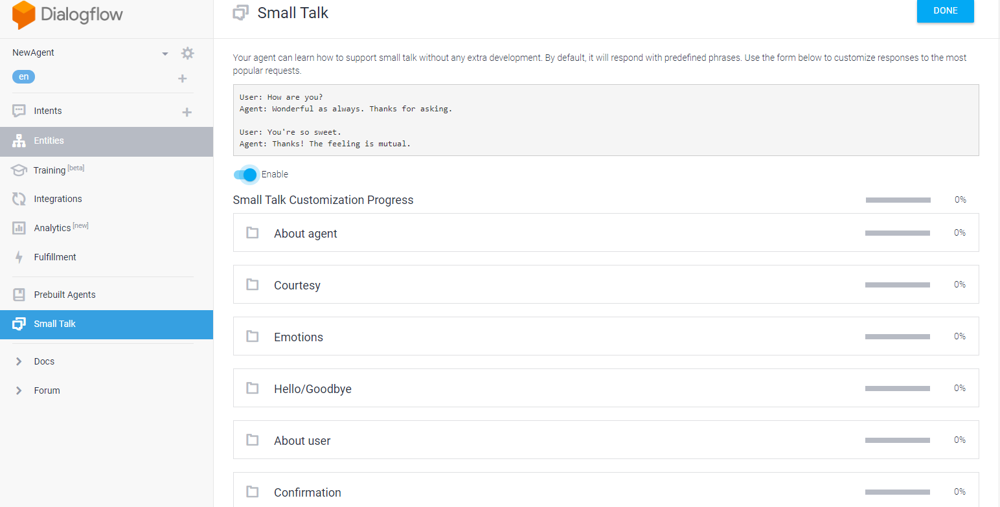 Dialogflow
NewAgent
en
Intents
Entities
Training [beta]
Integrations
Analytics [new]
Fulfillment
Prebuilt Agents
Small Talk
Docs
Forum
Small Talk
DONE
Your agent can learn how to support small talk without any extra development. By default, it will respond with predefined phrases. Use the form below to customize responses to the most
popular requests.
User: How are you?
Agent: Wonderful as always. Thanks for asking.
User: You're so sweet.
Agent: Thanks! The feeling is mutual.
Enable
Small Talk Customization Progress 0%
About agent 0%
Courtesy 0%
Emotions 0%
Hello/Goodbye 0%
About user 0%
Confirmation 0%